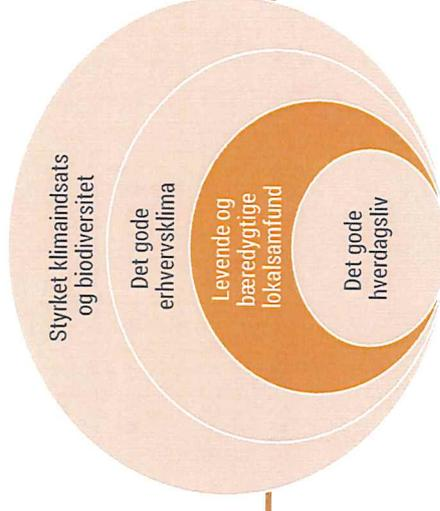 Styrket klimaindsats
og biodiversitet
Det gode
erhvervsklima
Levende og
bæredygtige
lokalsamfund
Det gode
hverdagsliv